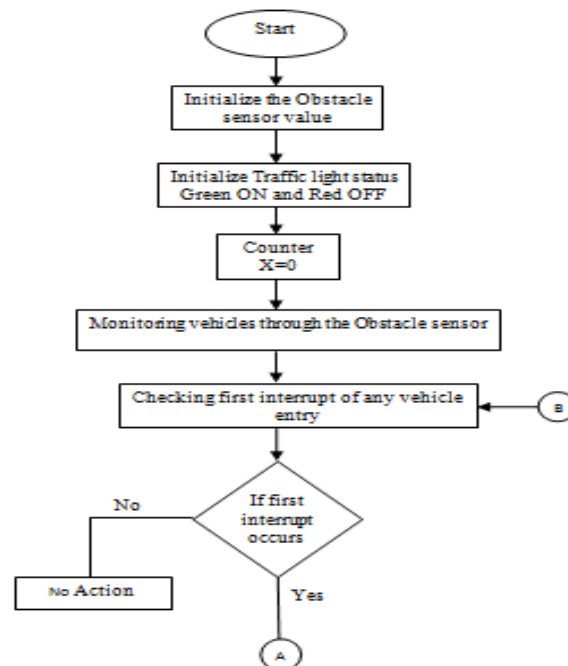 Start
Initialize the Obstacle
sensor value
Initialize Traffic light status
Green ON and Red OFF
Counter
X=0
Monitoring vehicles through the Obstacle sensor
Checking first interrupt of any vehicle
entry
B
If first
interrupt
occurs
No
No Action
Yes
A